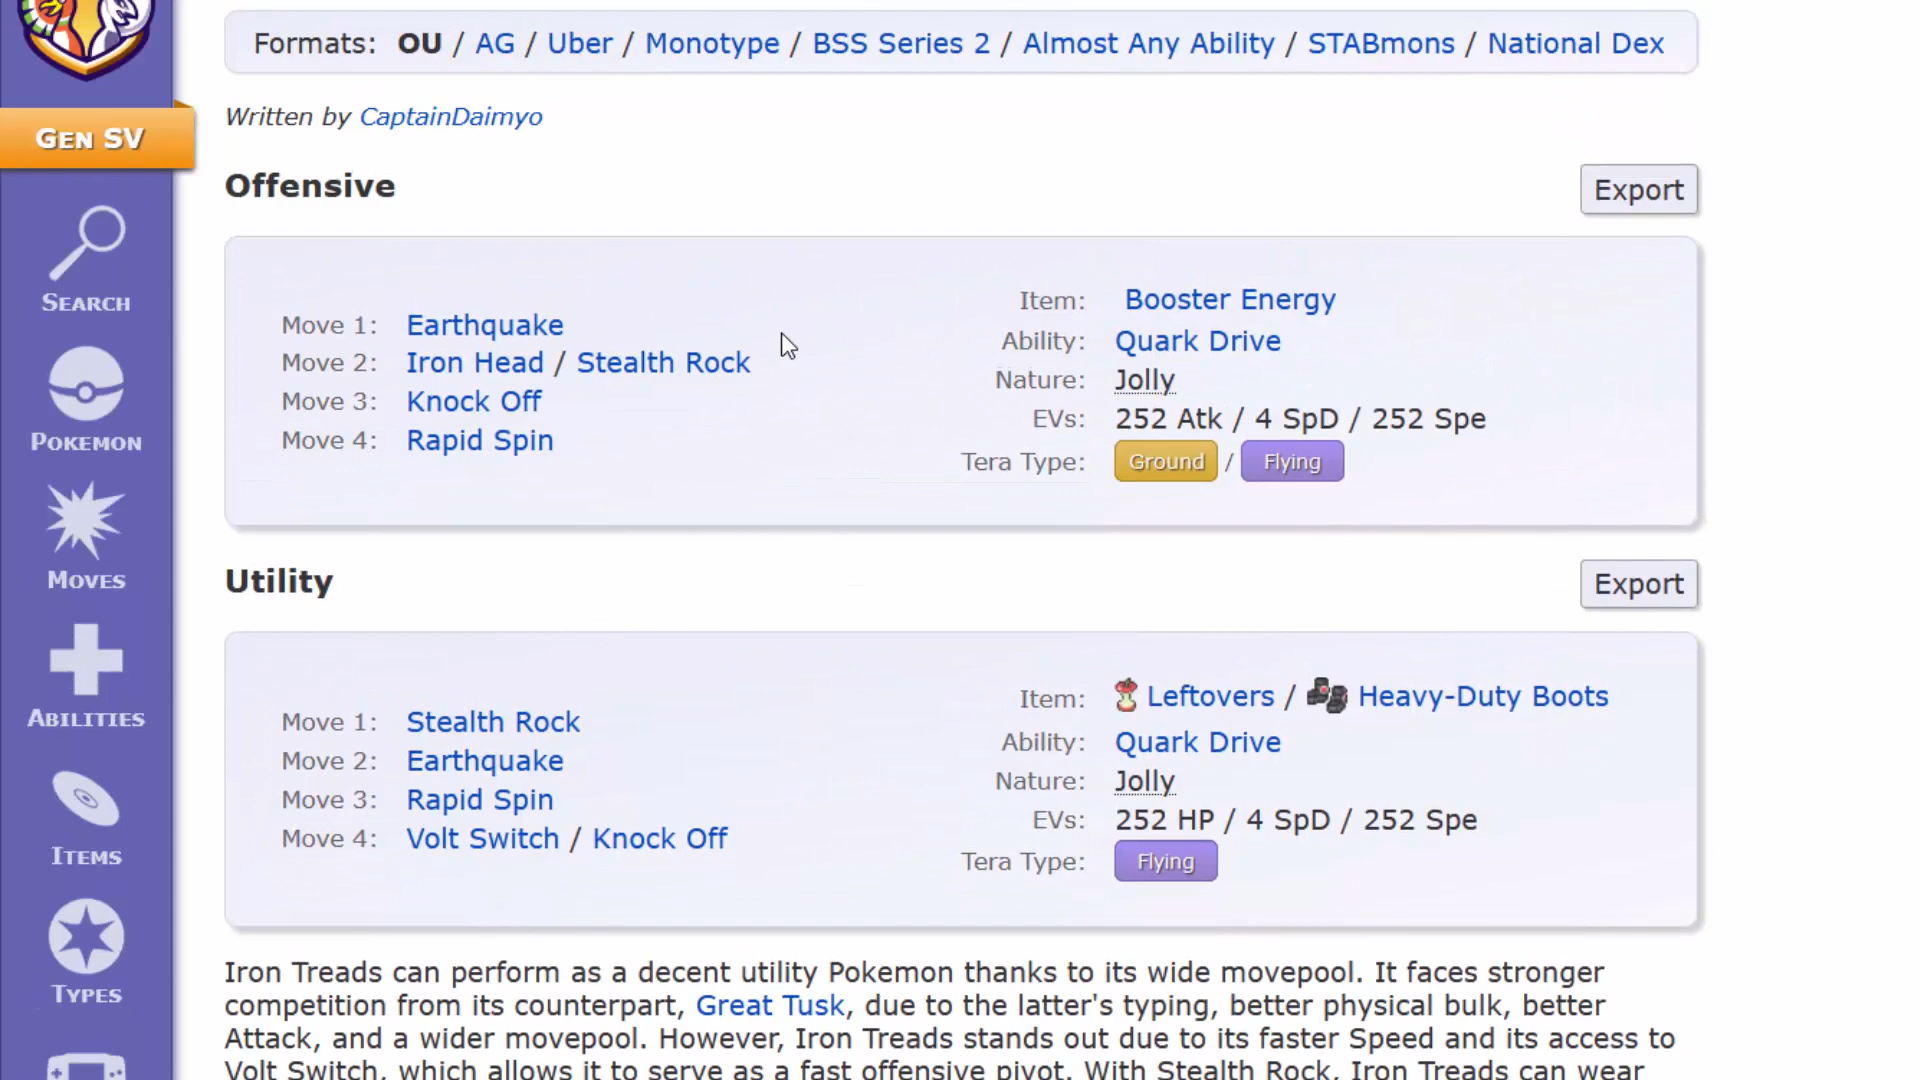 Formats: OU / AG / Uber / Monotype / BSS Series 2 / Almost Any Ability / STABmons / National Dex
Written by CaptainDaimyo
GEN SV
Offensive
Export
SEARCH
Move 1: Earthquake
Move 2: Iron Head / Stealth Rock
Move 3: Knock Off
Move 4: Rapid Spin
Item: Booster Energy
Ability: Quark Drive
Nature: Jolly
EVs: 252 Atk / 4 SpD / 252 Spe
Tera Type: Ground / Flying
POKEMON
MOVES
Utility
Export
Move 1: Stealth Rock
Move 2: Earthquake
Move 3: Rapid Spin
Move 4: Volt Switch / Knock Off
Item: Leftovers / Heavy-Duty Boots
Ability: Quark Drive
Nature: Jolly
EVs: 252 HP / 4 SpD / 252 Spe
Tera Type: Flying
ABILITIES
ITEMS
TYPES
Iron Treads can perform as a decent utility Pokemon thanks to its wide movepool. It faces stronger
competition from its counterpart, Great Tusk, due to the latter's typing, better physical bulk, better
Attack, and a wider movepool. However, Iron Treads stands out due to its faster Speed and its access to
Volt Switch, which allows it to serve as a fast offensive pivot. With Stealth Rock, Iron Treads can wear